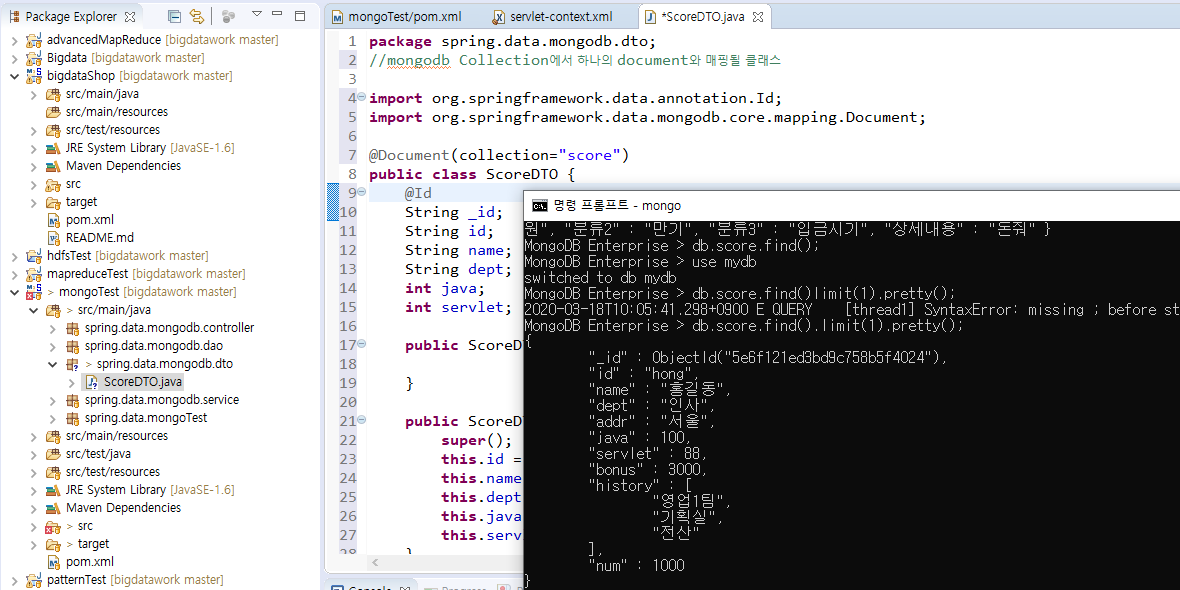 Package Explorer
advancedMapReduce [bigdatawork master]
Bigdata [bigdatawork master]
bigdataShop [bigdatawork master]
src/main/java
src/main/resources
src/test/resources
JRE System Library [JavaSE-1.6]
Maven Dependencies
src
target
pom.xml
README.md
hdfsTest [bigdatawork master]
mapreduceTest [bigdatawork master]
> mongoTest [bigdatawork master]
> src/main/java
spring.data.mongodb.controller
spring.data.mongodb.dao
> spring.data.mongodb.dto
ScoreDTO.java
spring.data.mongodb.service
spring.data.mongoTest
src/main/resources
src/test/java
src/test/resources
JRE System Library [JavaSE-1.6]
Maven Dependencies
> src
> target
pom.xml
patternTest [bigdatawork master]
mongoTest/pom.xml servlet-context.xml *ScoreDTO.java
1 package spring.data.mongodb.dto;
2 //mongodb Collection에서 하나의 document와 매핑될 클래스
3
4 import org.springframework.data.annotation.Id;
5 import org.springframework.data.mongodb.core.mapping.Document;
6
7 @Document(collection="score")
8 public class ScoreDTO {
9 @Id
10 String _id;
11 String id;
12 String name;
13 String dept;
14 int java;
15 int servlet;
16
17 public ScoreD
18
19 }
20
21 public ScoreD
22 super();
23 this.id =
24 this.name
25 this.dept
26 this.java
27 this.serv
28 }
Console Progress
명령 프롬프트 - mongo
원", "분류2" : "만기", "분류3" : "입금시기", "상세내용" : "돈줘" }
MongoDB Enterprise > db.score.find();
MongoDB Enterprise > use mydb
switched to db mydb
MongoDB Enterprise > db.score.find()limit(1).pretty();
2020-03-18T10:05:41.298+0900 E QUERY [thread1] SyntaxError: missing ; before st
MongoDB Enterprise > db.score.find().limit(1).pretty();
{
"_id" : ObjectId("5e6f121ed3bd9c758b5f4024"),
"id" : "hong",
"name" : "홍길동",
"dept" : "인사",
"addr" : "서울",
"java" : 100,
"servlet" : 88,
"bonus" : 3000,
"history" : [
"영업1팀",
"기획실",
"전산"
],
"num" : 1000
}